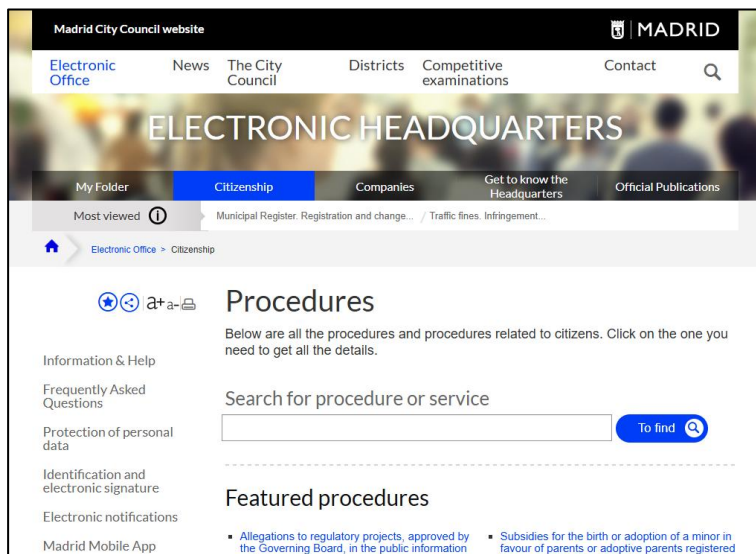 Madrid City Council website
MADRID
Electronic
Office
News
The City
Council
Districts
Competitive
examinations
Contact
ELECTRONIC HEADQUARTERS
My Folder
Citizenship
Companies
Get to know the
Headquarters
Official Publications
Most viewed
Municipal Register. Registration and change... / Traffic fines. Infringement...
Electronic Office > Citizenship
a+ a-
Procedures
Below are all the procedures and procedures related to citizens. Click on the one you
need to get all the details.
Information & Help
Frequently Asked
Questions
Protection of personal
data
Identification and
electronic signature
Electronic notifications
Madrid Mobile App
Search for procedure or service
To find
Featured procedures
Allegations to regulatory projects, approved by
the Governing Board, in the public information
Subsidies for the birth or adoption of a minor in
favour of parents or adoptive parents registered